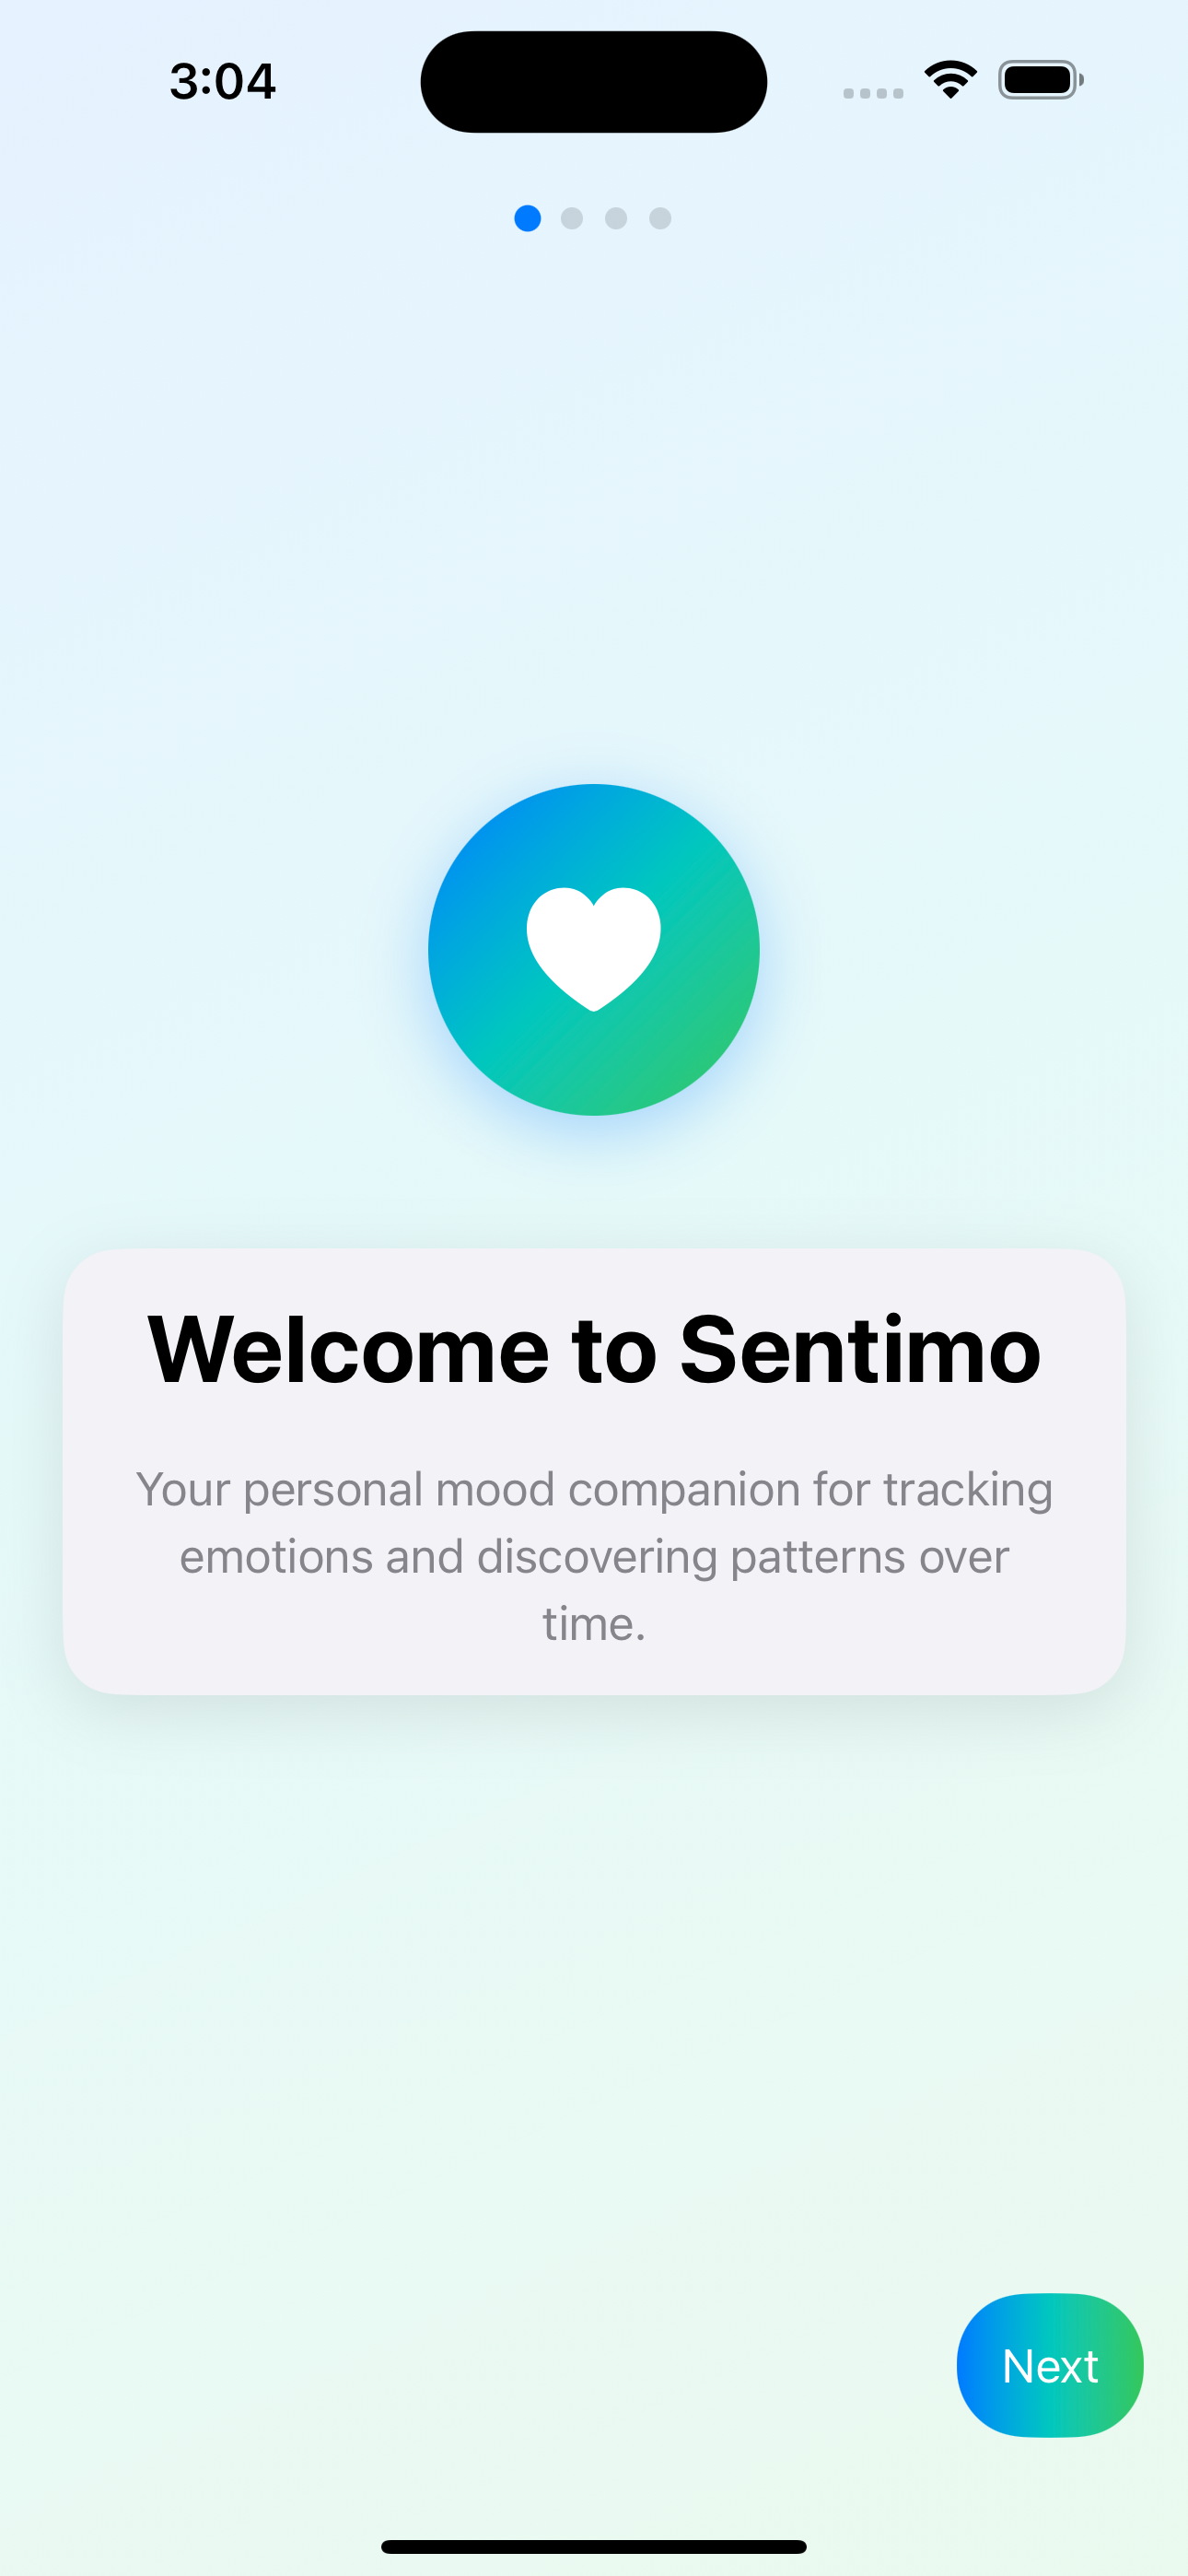 3:04
Welcome to Sentimo
Your personal mood companion for tracking
emotions and discovering patterns over
time.
Next